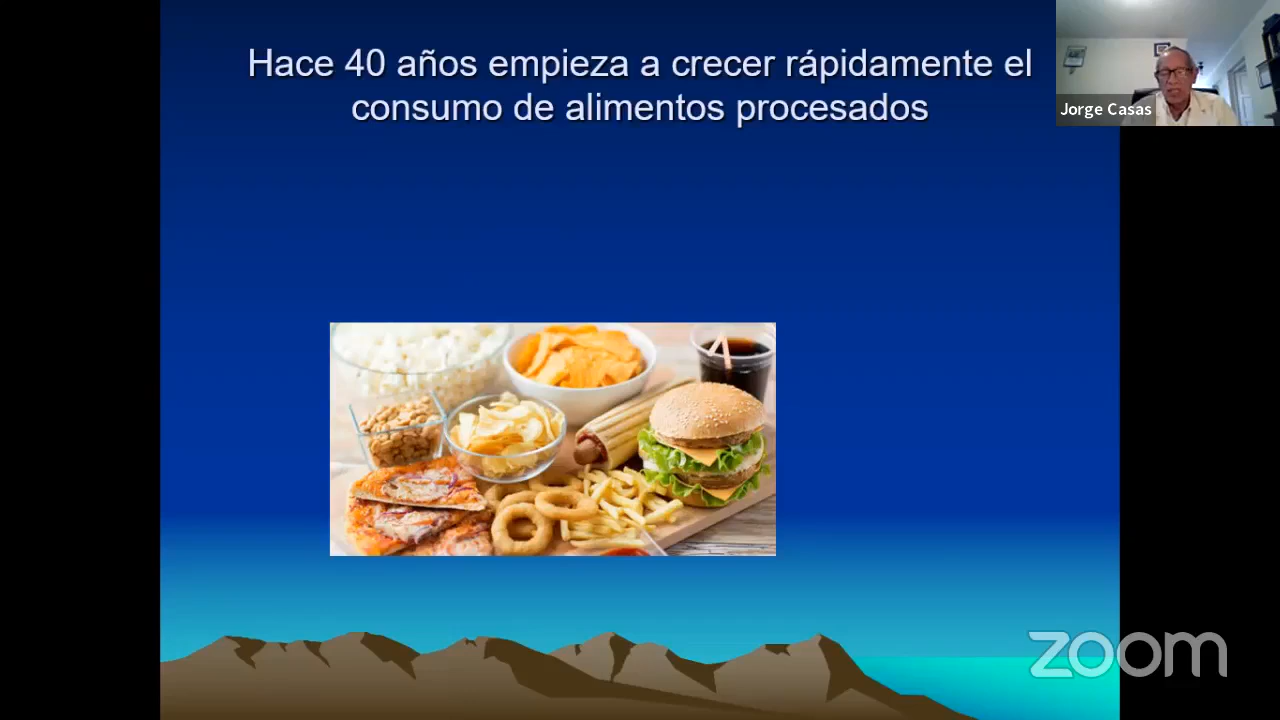 Hace 40 años empieza a crecer rápidamente el
consumo de alimentos procesados
Jorge Casas
zoom